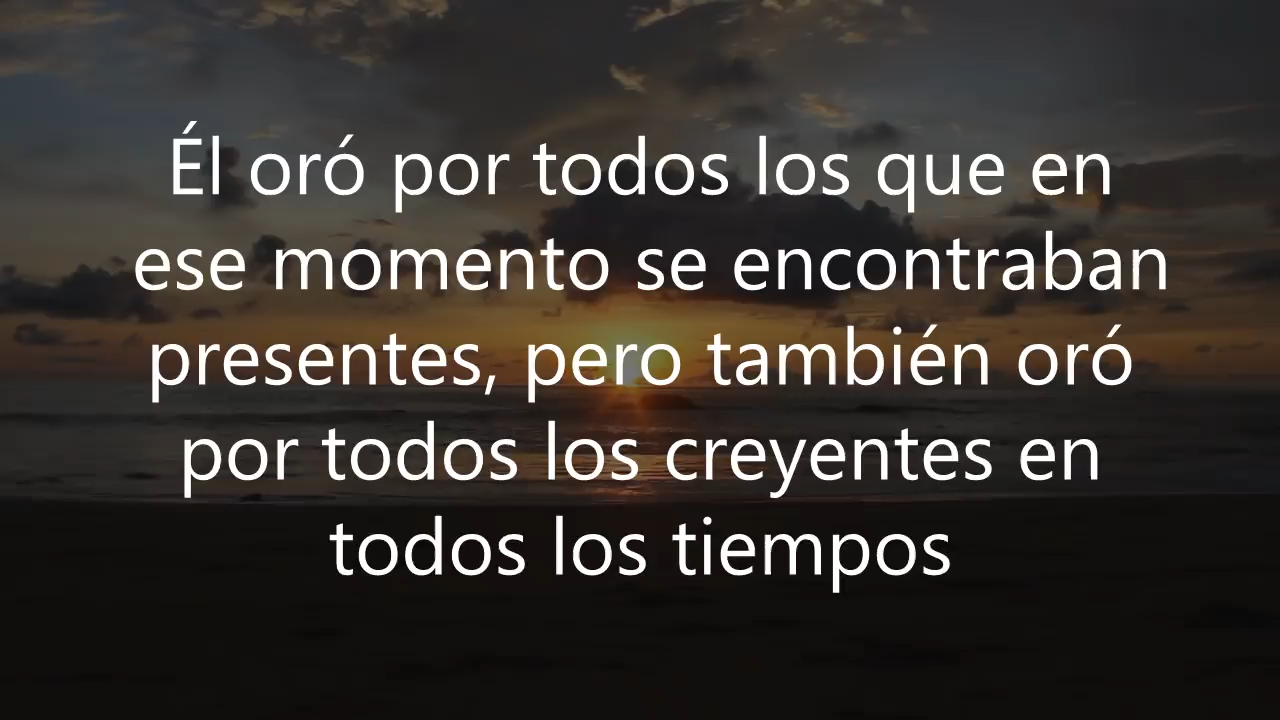 Él oró por todos los que en
ese momento se encontraban
presentes, pero también oró
por todos los creyentes en
todos los tiempos